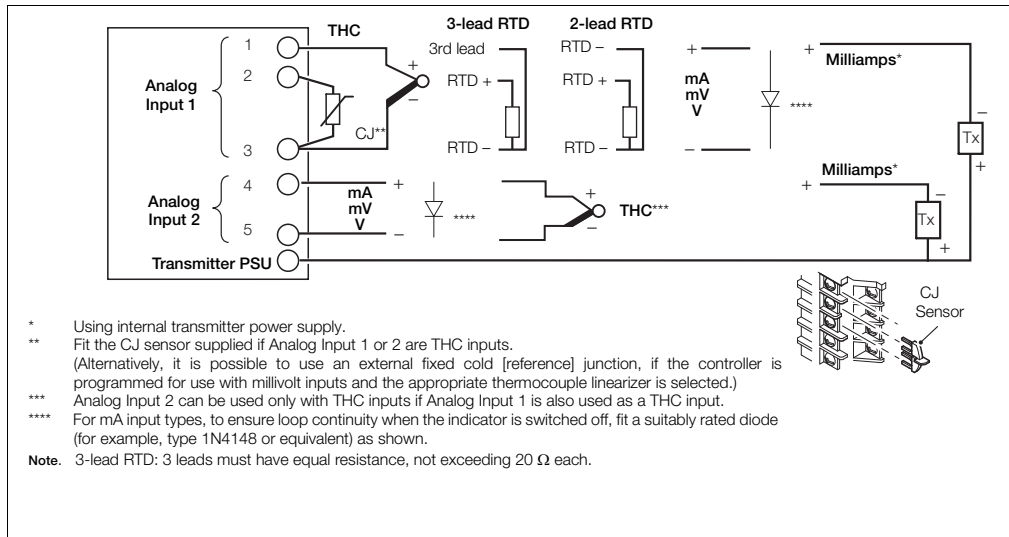 THC
3-lead RTD
2-lead RTD
Analog
Input 1
1
2
3
+
–
CJ**
3rd lead
RTD +
RTD –
RTD –
RTD +
RTD –
+
mA
mV
V
–
****
+
Milliamps*
–
Tx
+
Analog
Input 2
4
5
mA
mV
V
+
–
****
+
–
THC***
+
Milliamps*
–
Tx
+
Transmitter PSU
CJ
Sensor
* Using internal transmitter power supply.
** Fit the CJ sensor supplied if Analog Input 1 or 2 are THC inputs.
(Alternatively, it is possible to use an external fixed cold [reference] junction, if the controller is
programmed for use with millivolt inputs and the appropriate thermocouple linearizer is selected.)
*** Analog Input 2 can be used only with THC inputs if Analog Input 1 is also used as a THC input.
**** For mA input types, to ensure loop continuity when the indicator is switched off, fit a suitably rated diode
(for example, type 1N4148 or equivalent) as shown.
Note. 3-lead RTD: 3 leads must have equal resistance, not exceeding 20 Ω each.